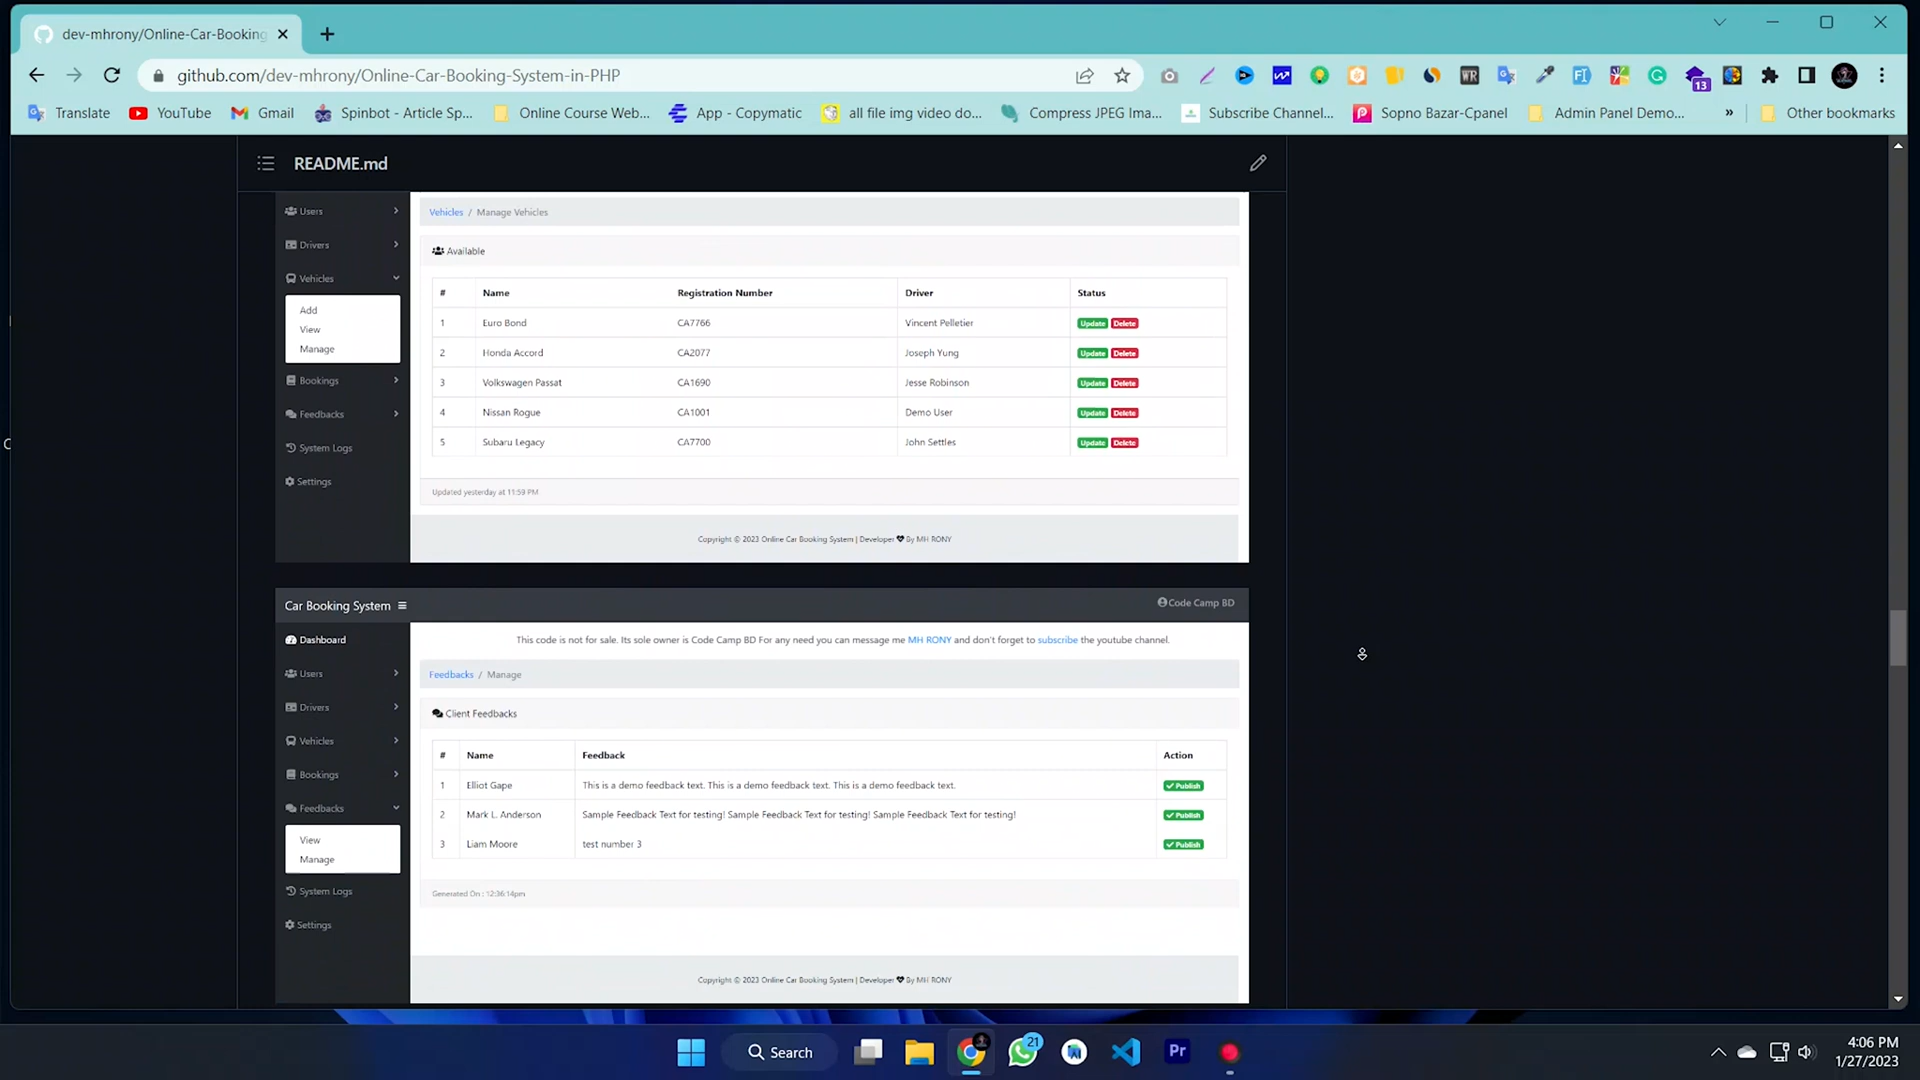 dev-mhrony/Online-Car-Booking
github.com/dev-mhrony/Online-Car-Booking-System-in-PHP
13
Translate
YouTube
Gmail
Spinbot - Article Sp...
Online Course Web...
App - Copymatic
all file img video do...
Compress JPEG Ima...
Subscribe Channel...
Sopno Bazar-Cpanel
Admin Panel Demo...
»
Other bookmarks
README.md
Users
Drivers
Vehicles
Add
View
Manage
Bookings
Feedbacks
System Logs
Settings
Vehicles / Manage Vehicles
Available
# Name Registration Number Driver Status
1 Euro Bond CA7766 Vincent Pelletier Update Delete
2 Honda Accord CA2077 Joseph Yung Update Delete
3 Volkswagen Passat CA1690 Jesse Robinson Update Delete
4 Nissan Rogue CA1001 Demo User Update Delete
5 Subaru Legacy CA7700 John Settles Update Delete
Updated yesterday at 11:59 PM
Copyright © 2023 Online Car Booking System | Developer By MH RONY
Car Booking System
Code Camp BD
Dashboard
Users
Drivers
Vehicles
Bookings
Feedbacks
View
Manage
System Logs
Settings
This code is not for sale. Its sole owner is Code Camp BD For any need you can message me MH RONY and don't forget to subscribe the youtube channel.
Feedbacks / Manage
Client Feedbacks
# Name Feedback Action
1 Elliot Gape This is a demo feedback text. This is a demo feedback text. This is a demo feedback text. Publish
2 Mark L. Anderson Sample Feedback Text for testing! Sample Feedback Text for testing! Sample Feedback Text for testing! Publish
3 Liam Moore test number 3 Publish
Generated On : 12:36:14pm
Copyright © 2023 Online Car Booking System | Developer By MH RONY
Search
21
Pr
4:06 PM
1/27/2023